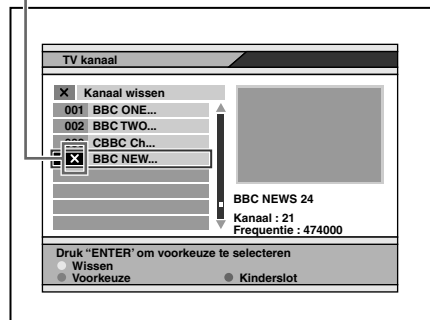 TV kanaal
X Kanaal wissen
001 BBC ONE...
002 BBC TWO...
CBBC Ch...
X BBC NEW...
BBC NEWS 24
Kanaal : 21
Frequentie : 474000
Druk “ENTER’ om voorkeuze te selecteren
Wissen
Voorkeuze
Kinderslot